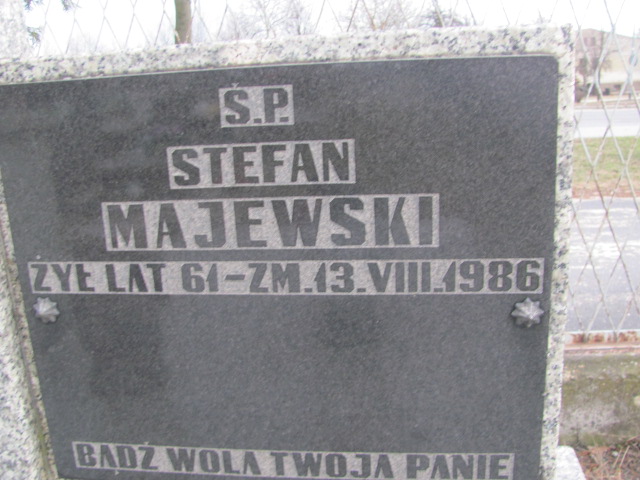 Ś.P.
STEFAN
MAJEWSKI
ŻYŁ LAT 61-ZM.13.VIII.1986
BĄDŹ WOLA TWOJA PANIE